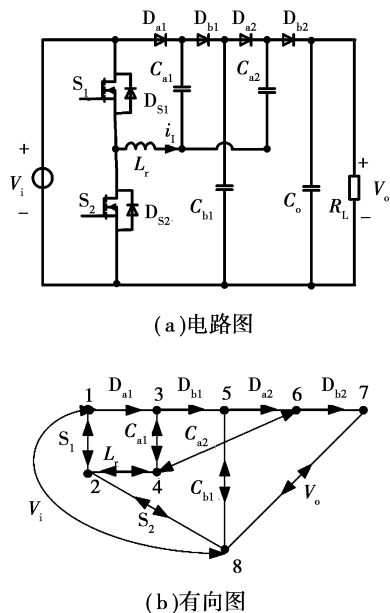 D_a1 D_b1 D_a2 D_b2
C_a1 C_a2
S_1 D_S1
i_1
L_r
+ V_i −
S_2 D_S2
C_b1 C_o R_L
+ V_o −
(a)电路图
1 D_a1 3 D_b1 5 D_a2 6 D_b2 7
S_1 C_a1 C_a2
L_r
2 4
C_b1
V_i S_2 V_o
8
(b)有向图